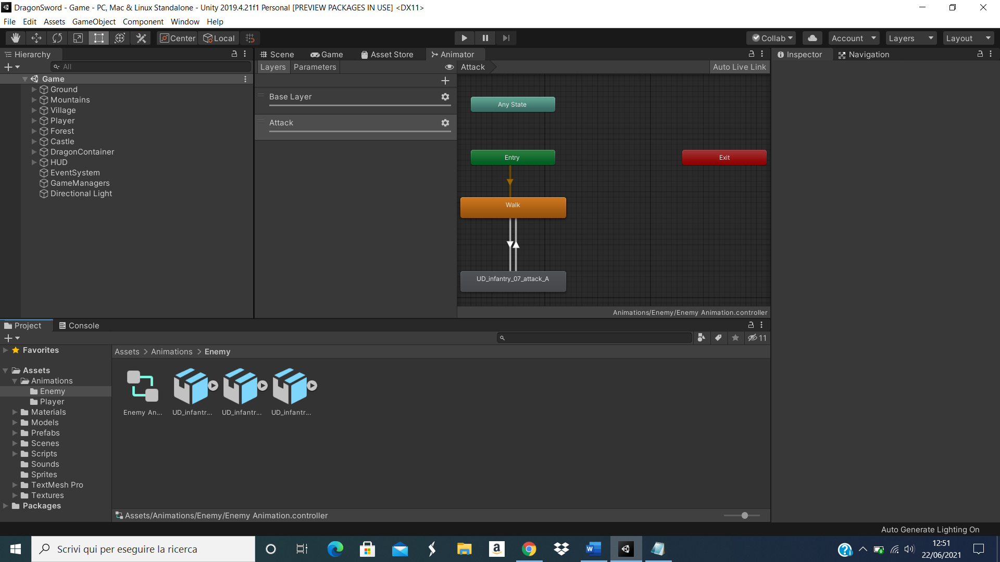 DragonSword - Game - PC, Mac & Linux Standalone - Unity 2019.4.21f1 Personal [PREVIEW PACKAGES IN USE] <DX11>
File Edit Assets GameObject Component Window Help
Center Local Collab Account Layers Layout
Hierarchy
All
Game
Ground
Mountains
Village
Player
Forest
Castle
DragonContainer
HUD
EventSystem
GameManagers
Directional Light
Scene Game Asset Store Animator
Layers Parameters Attack Auto Live Link
Base Layer
Attack
Any State
Entry
Exit
Walk
UD_infantry_07_attack_A
Animations/Enemy/Enemy Animation.controller
Inspector Navigation
Project Console
11
Favorites
Assets
Animations
Enemy
Player
Materials
Models
Prefabs
Scenes
Scripts
Sounds
Sprites
TextMesh Pro
Textures
Packages
Assets > Animations > Enemy
Enemy An... UD_infantr... UD_infantr... UD_infantr...
Assets/Animations/Enemy/Enemy Animation.controller
Auto Generate Lighting On
Scrivi qui per eseguire la ricerca
12:51
22/06/2021